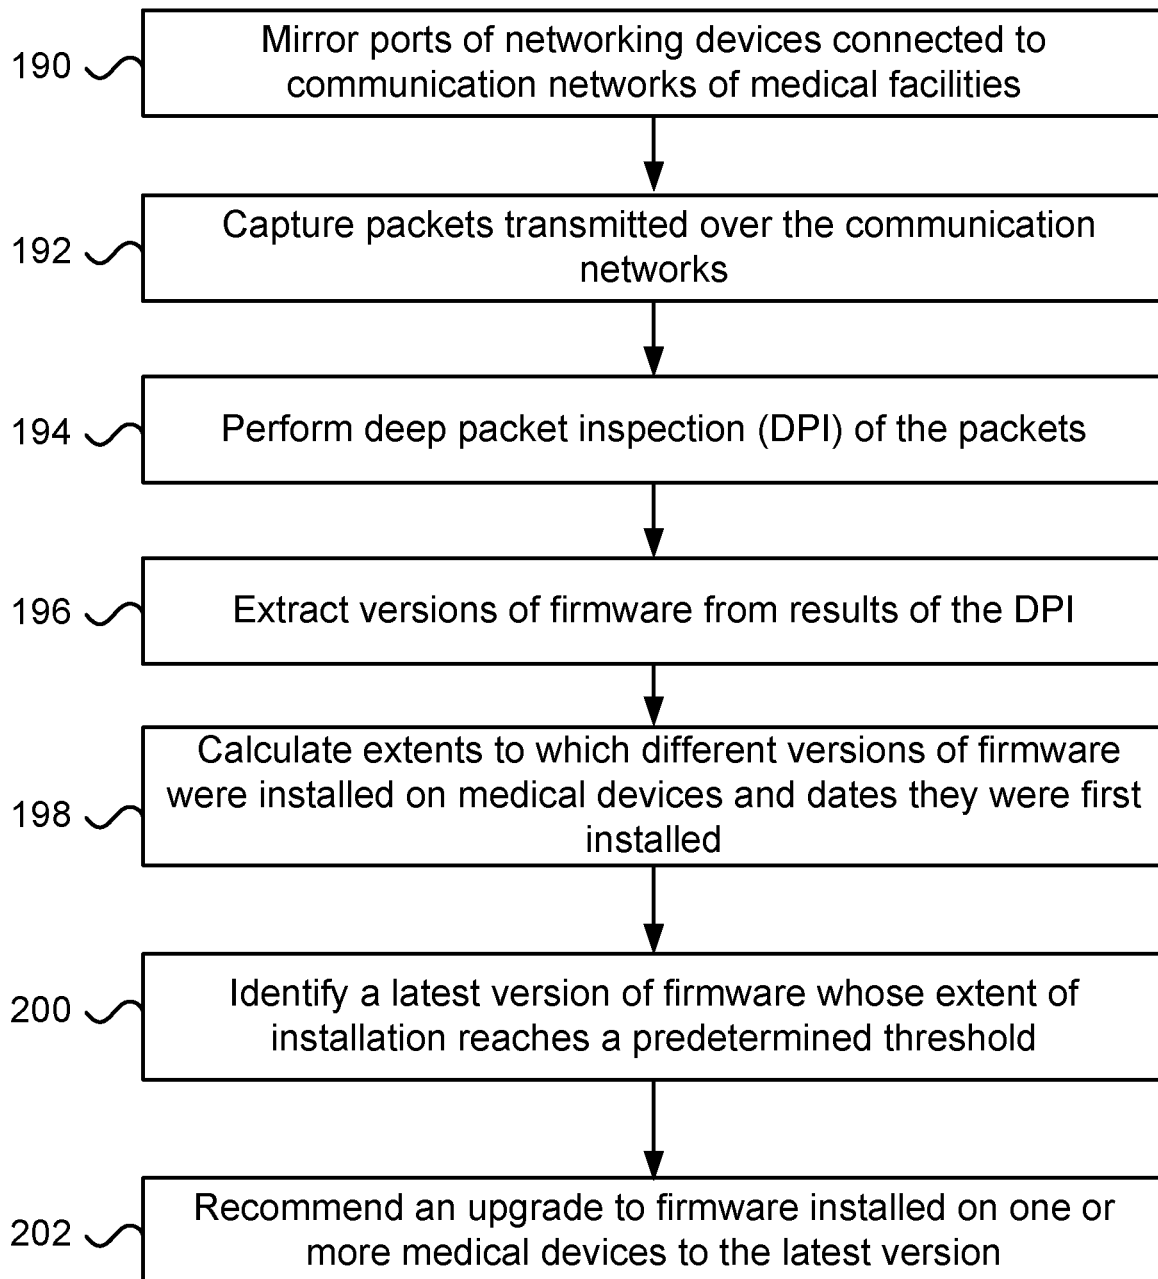 190
Mirror ports of networking devices connected to
communication networks of medical facilities
192
Capture packets transmitted over the communication
networks
194
Perform deep packet inspection (DPI) of the packets
196
Extract versions of firmware from results of the DPI
198
Calculate extents to which different versions of firmware
were installed on medical devices and dates they were first
installed
200
Identify a latest version of firmware whose extent of
installation reaches a predetermined threshold
202
Recommend an upgrade to firmware installed on one or
more medical devices to the latest version